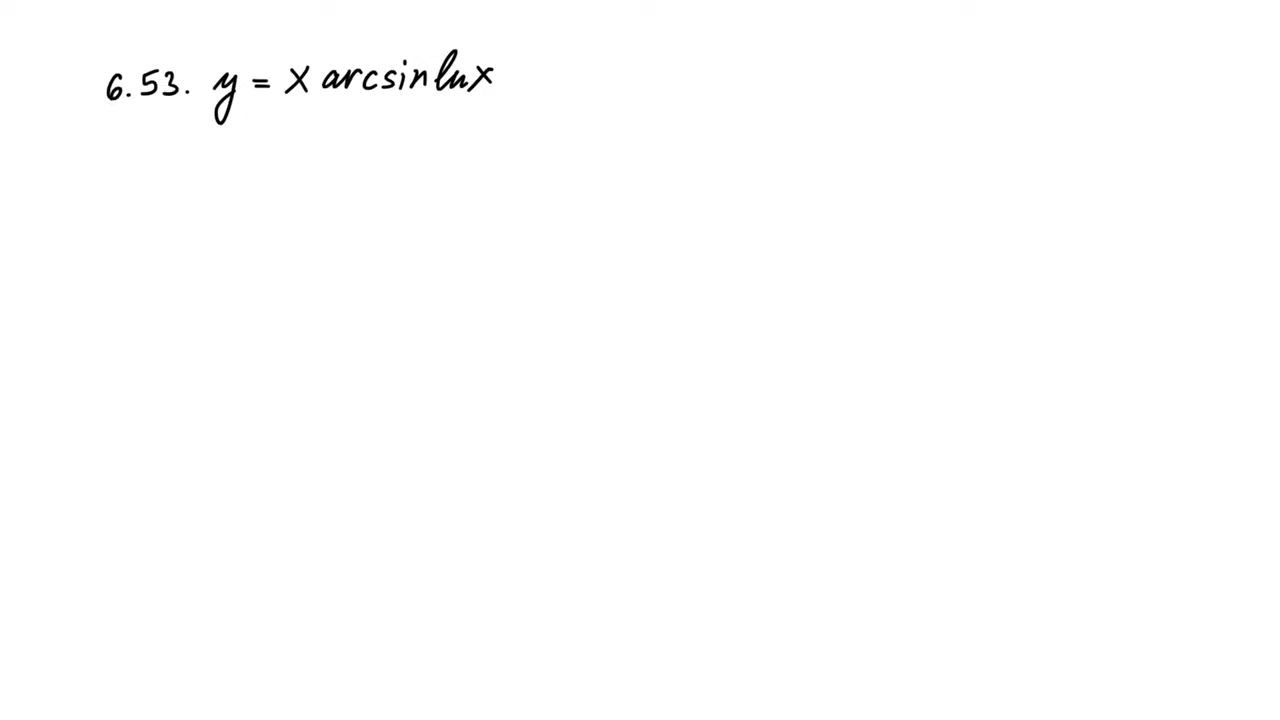 6.53. y = x arcsin ln x